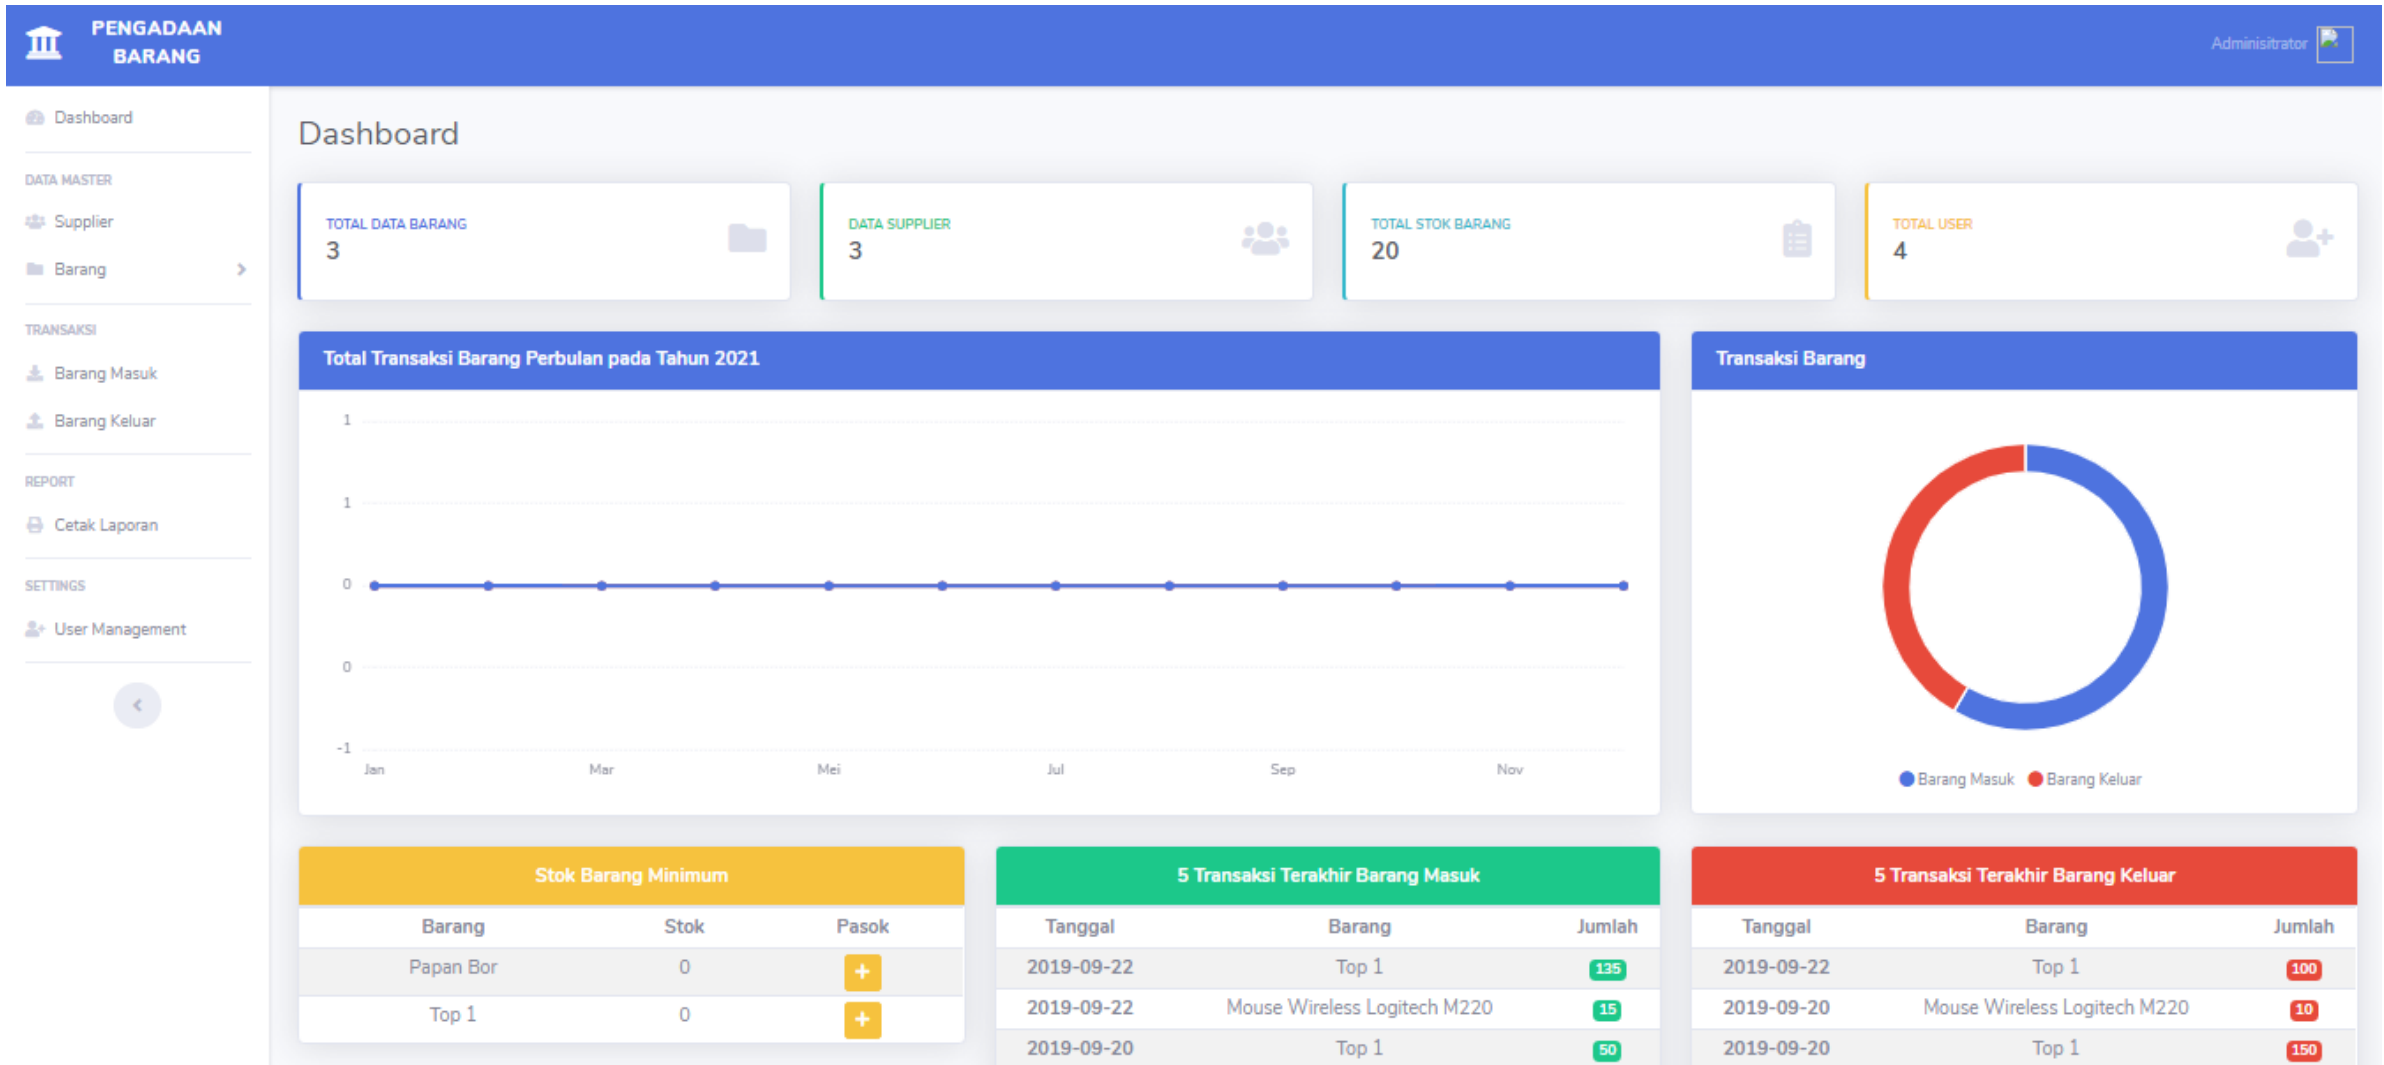 PENGADAAN
BARANG
Adminisitrator
Dashboard
DATA MASTER
Supplier
Barang
TRANSAKSI
Barang Masuk
Barang Keluar
REPORT
Cetak Laporan
SETTINGS
User Management
Dashboard
TOTAL DATA BARANG
3
DATA SUPPLIER
3
TOTAL STOK BARANG
20
TOTAL USER
4
Total Transaksi Barang Perbulan pada Tahun 2021
1
1
0
0
-1
Jan Mar Mei Jul Sep Nov
Transaksi Barang
Barang Masuk Barang Keluar
Stok Barang Minimum
Barang Stok Pasok
Papan Bor 0 +
Top 1 0 +
5 Transaksi Terakhir Barang Masuk
Tanggal Barang Jumlah
2019-09-22 Top 1 135
2019-09-22 Mouse Wireless Logitech M220 15
2019-09-20 Top 1 50
5 Transaksi Terakhir Barang Keluar
Tanggal Barang Jumlah
2019-09-22 Top 1 100
2019-09-20 Mouse Wireless Logitech M220 10
2019-09-20 Top 1 150